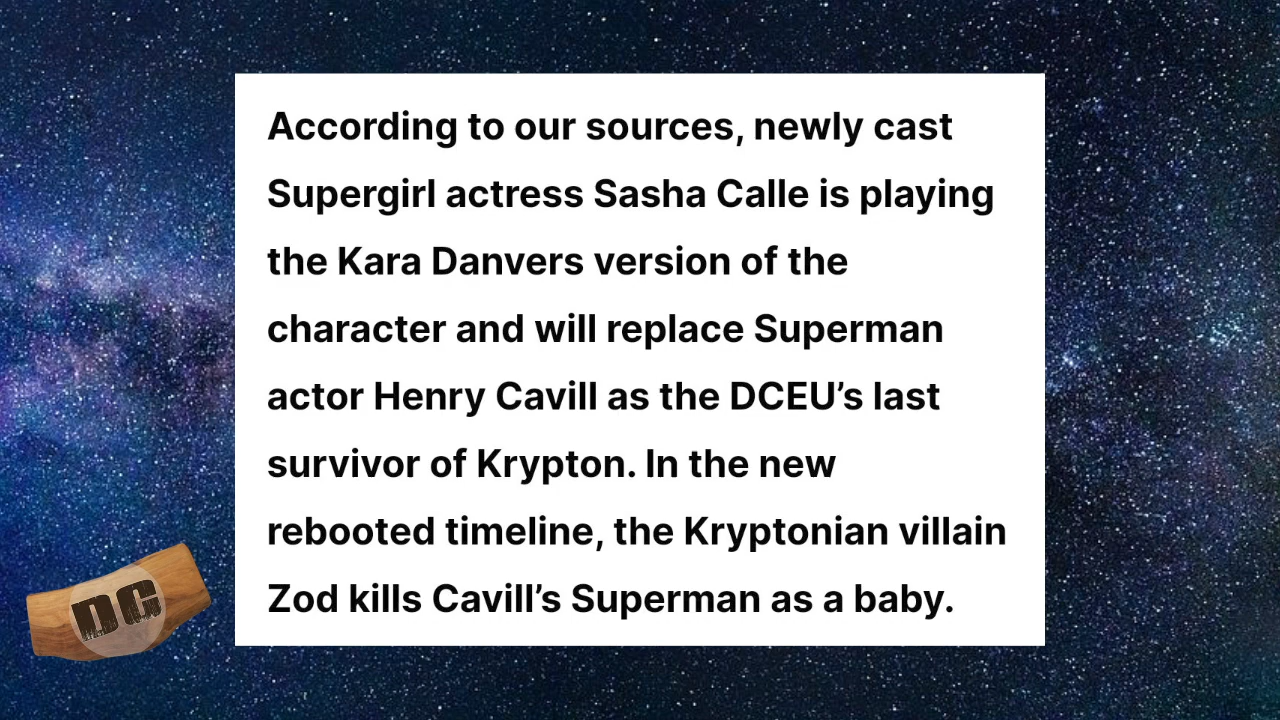 According to our sources, newly cast
Supergirl actress Sasha Calle is playing
the Kara Danvers version of the
character and will replace Superman
actor Henry Cavill as the DCEU’s last
survivor of Krypton. In the new
rebooted timeline, the Kryptonian villain
Zod kills Cavill’s Superman as a baby.
DG